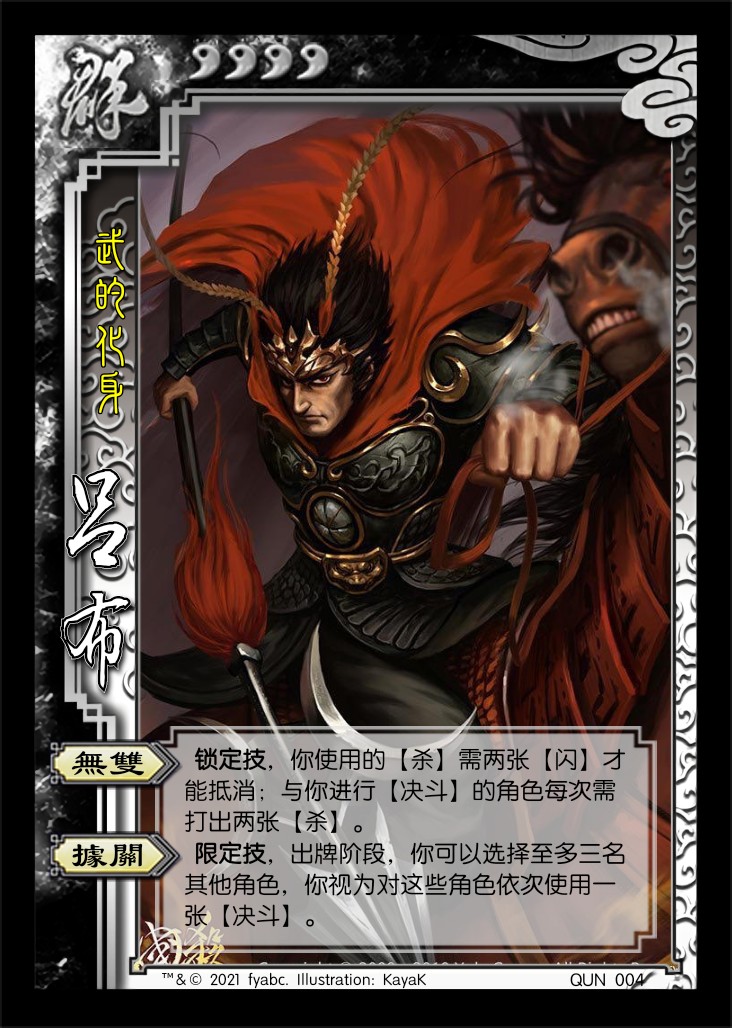 群
武的化身
呂布
無雙
锁定技，你使用的【杀】需两张【闪】才
能抵消；与你进行【决斗】的角色每次需
打出两张【杀】。
據關
限定技，出牌阶段，你可以选择至多三名
其他角色，你视为对这些角色依次使用一
张【决斗】。
™&© 2021 fyabc. Illustration: KayaK
QUN 004